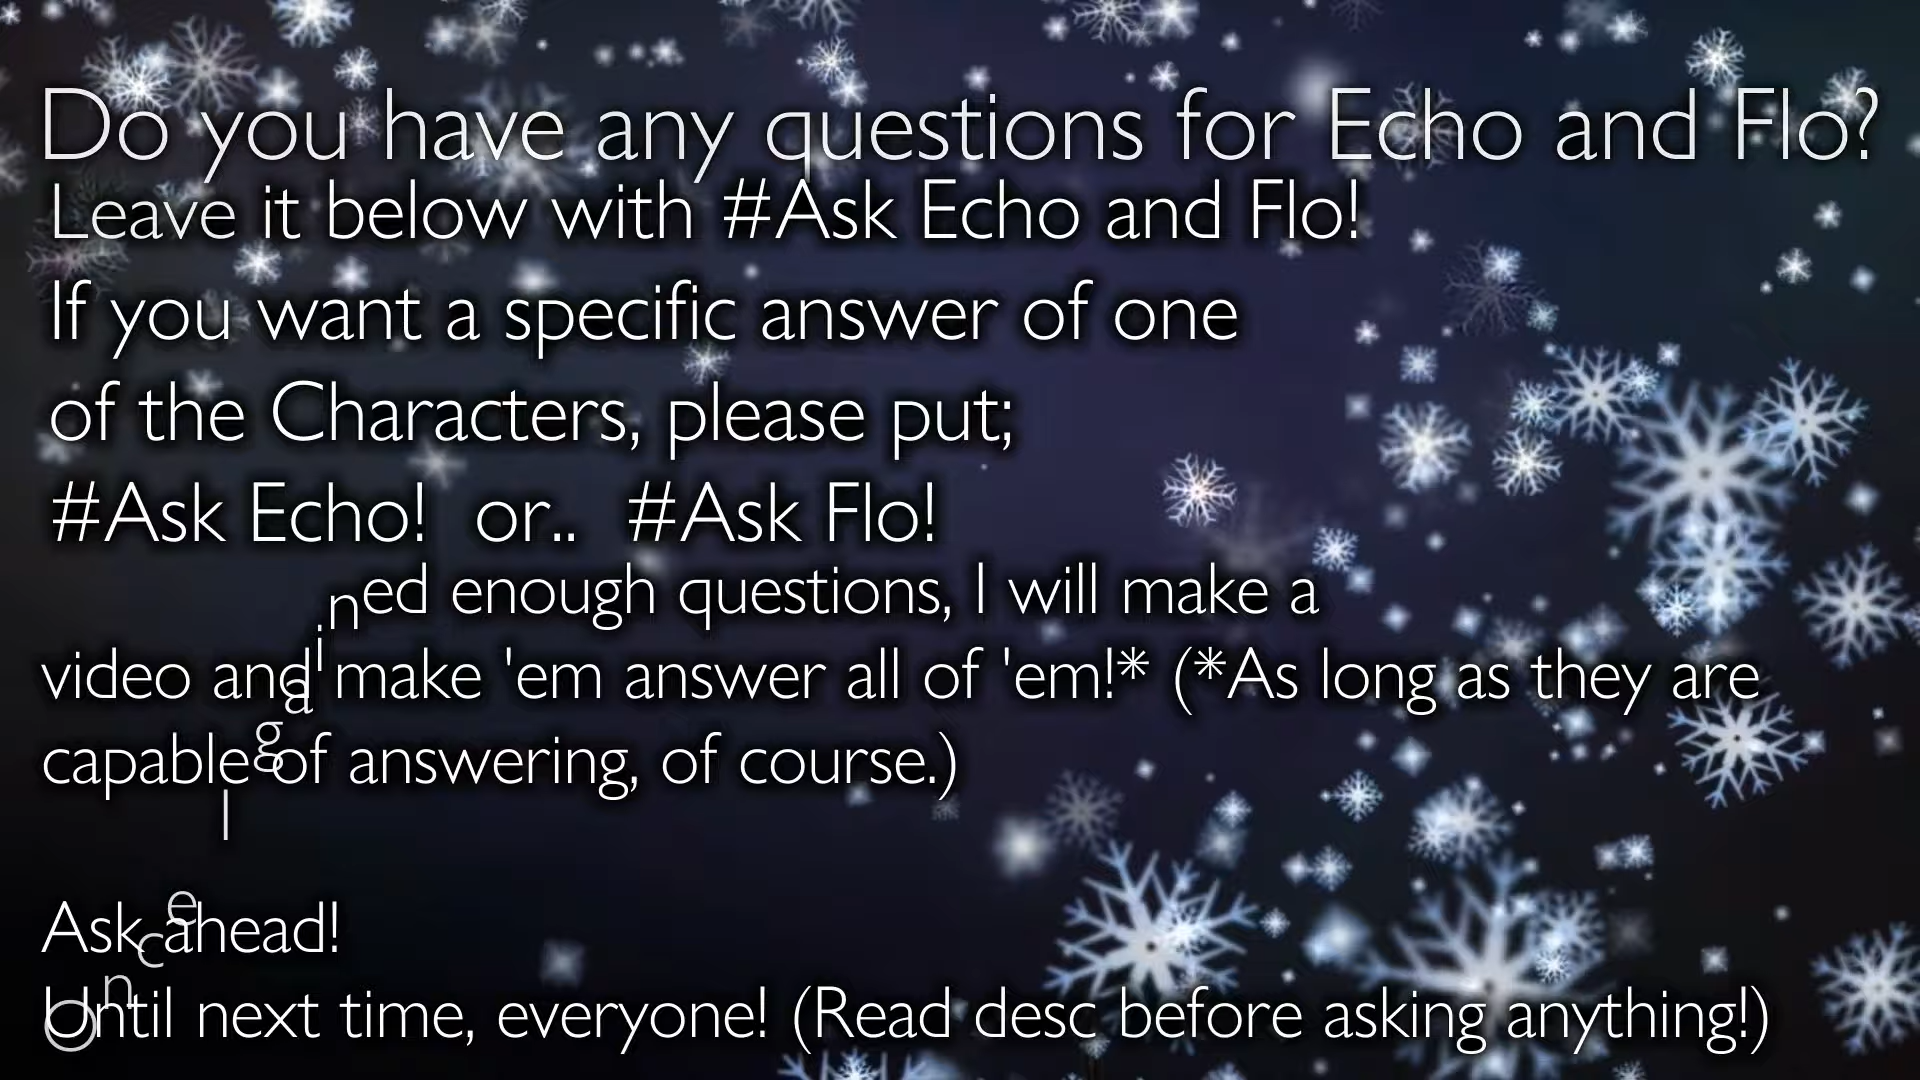 Do you have any questions for Echo and Flo?
Leave it below with #Ask Echo and Flo!
If you want a specific answer of one
of the Characters, please put;
#Ask Echo! or.. #Ask Flo!
Once I gained enough questions, I will make a
video and make 'em answer all of 'em!* (*As long as they are
capable of answering, of course.)
Ask ahead!
Until next time, everyone! (Read desc before asking anything!)